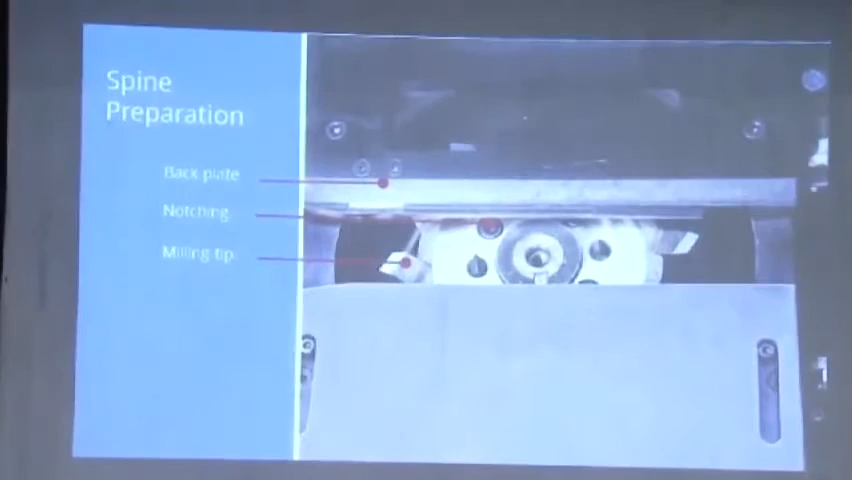 Spine
Preparation
Back plate
Notching
Milling tip